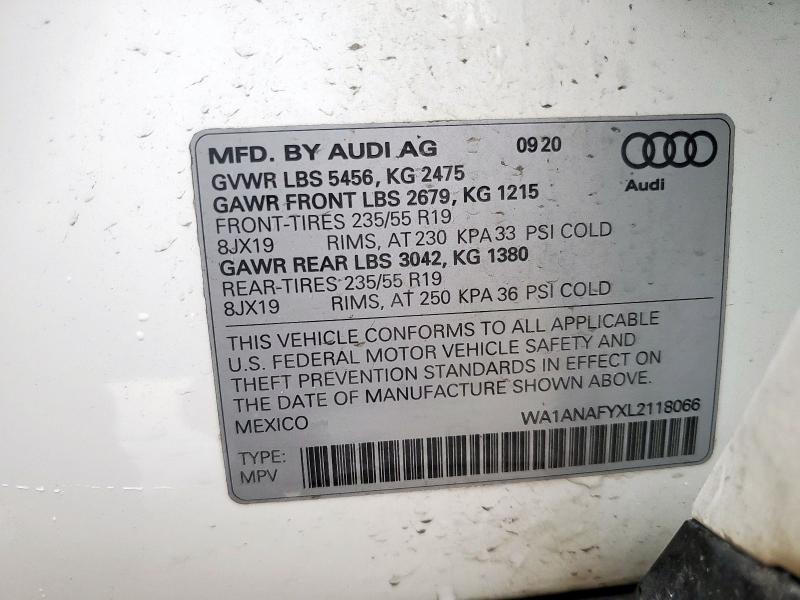 MFD. BY AUDI AG 09 20
GVWR LBS 5456, KG 2475
GAWR FRONT LBS 2679, KG 1215
Audi
FRONT-TIRES 235/55 R19
8JX19 RIMS, AT 230 KPA 33 PSI COLD
GAWR REAR LBS 3042, KG 1380
REAR-TIRES 235/55 R19
8JX19 RIMS, AT 250 KPA 36 PSI COLD
THIS VEHICLE CONFORMS TO ALL APPLICABLE
U.S. FEDERAL MOTOR VEHICLE SAFETY AND
THEFT PREVENTION STANDARDS IN EFFECT ON
THE DATE OF MANUFACTURE SHOWN ABOVE.
MEXICO WA1ANAFYXL2118066
TYPE:
MPV